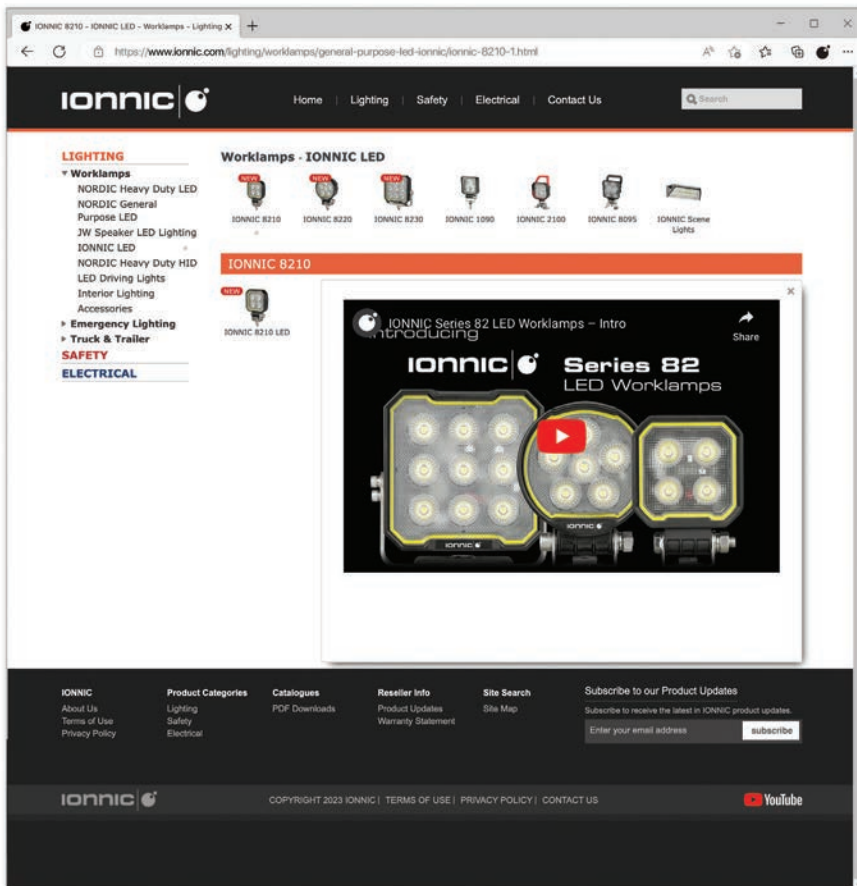 IONNIC 8210 – IONNIC LED – Worklamps – Lighting
https://www.ionnic.com/lighting/worklamps/general-purpose-led-ionnic/ionnic-8210-1.html
IONNIC
Home | Lighting | Safety | Electrical | Contact Us
Search
LIGHTING
Worklamps
NORDIC Heavy Duty LED
NORDIC General
Purpose LED
JW Speaker LED Lighting
IONNIC LED
NORDIC Heavy Duty HID
LED Driving Lights
Interior Lighting
Accessories
Emergency Lighting
Truck & Trailer
SAFETY
ELECTRICAL
Worklamps - IONNIC LED
NEW NEW NEW
IONNIC 8210 IONNIC 8220 IONNIC 8230 IONNIC 1090 IONNIC 2100 IONNIC 8095 IONNIC Scene
Lights
IONNIC 8210
NEW
IONNIC 8210 LED
IONNIC Series 82 LED Worklamps – Intro
Share
introducing
IONNIC Series 82
LED Worklamps
IONNIC
IONNIC
IONNIC
About Us
Terms of Use
Privacy Policy
Product Categories
Lighting
Safety
Electrical
Catalogues
PDF Downloads
Reseller Info
Product Updates
Warranty Statement
Site Search
Site Map
Subscribe to our Product Updates
Subscribe to receive the latest in IONNIC product updates.
Enter your email address subscribe
IONNIC
COPYRIGHT 2023 IONNIC | TERMS OF USE | PRIVACY POLICY | CONTACT US
YouTube